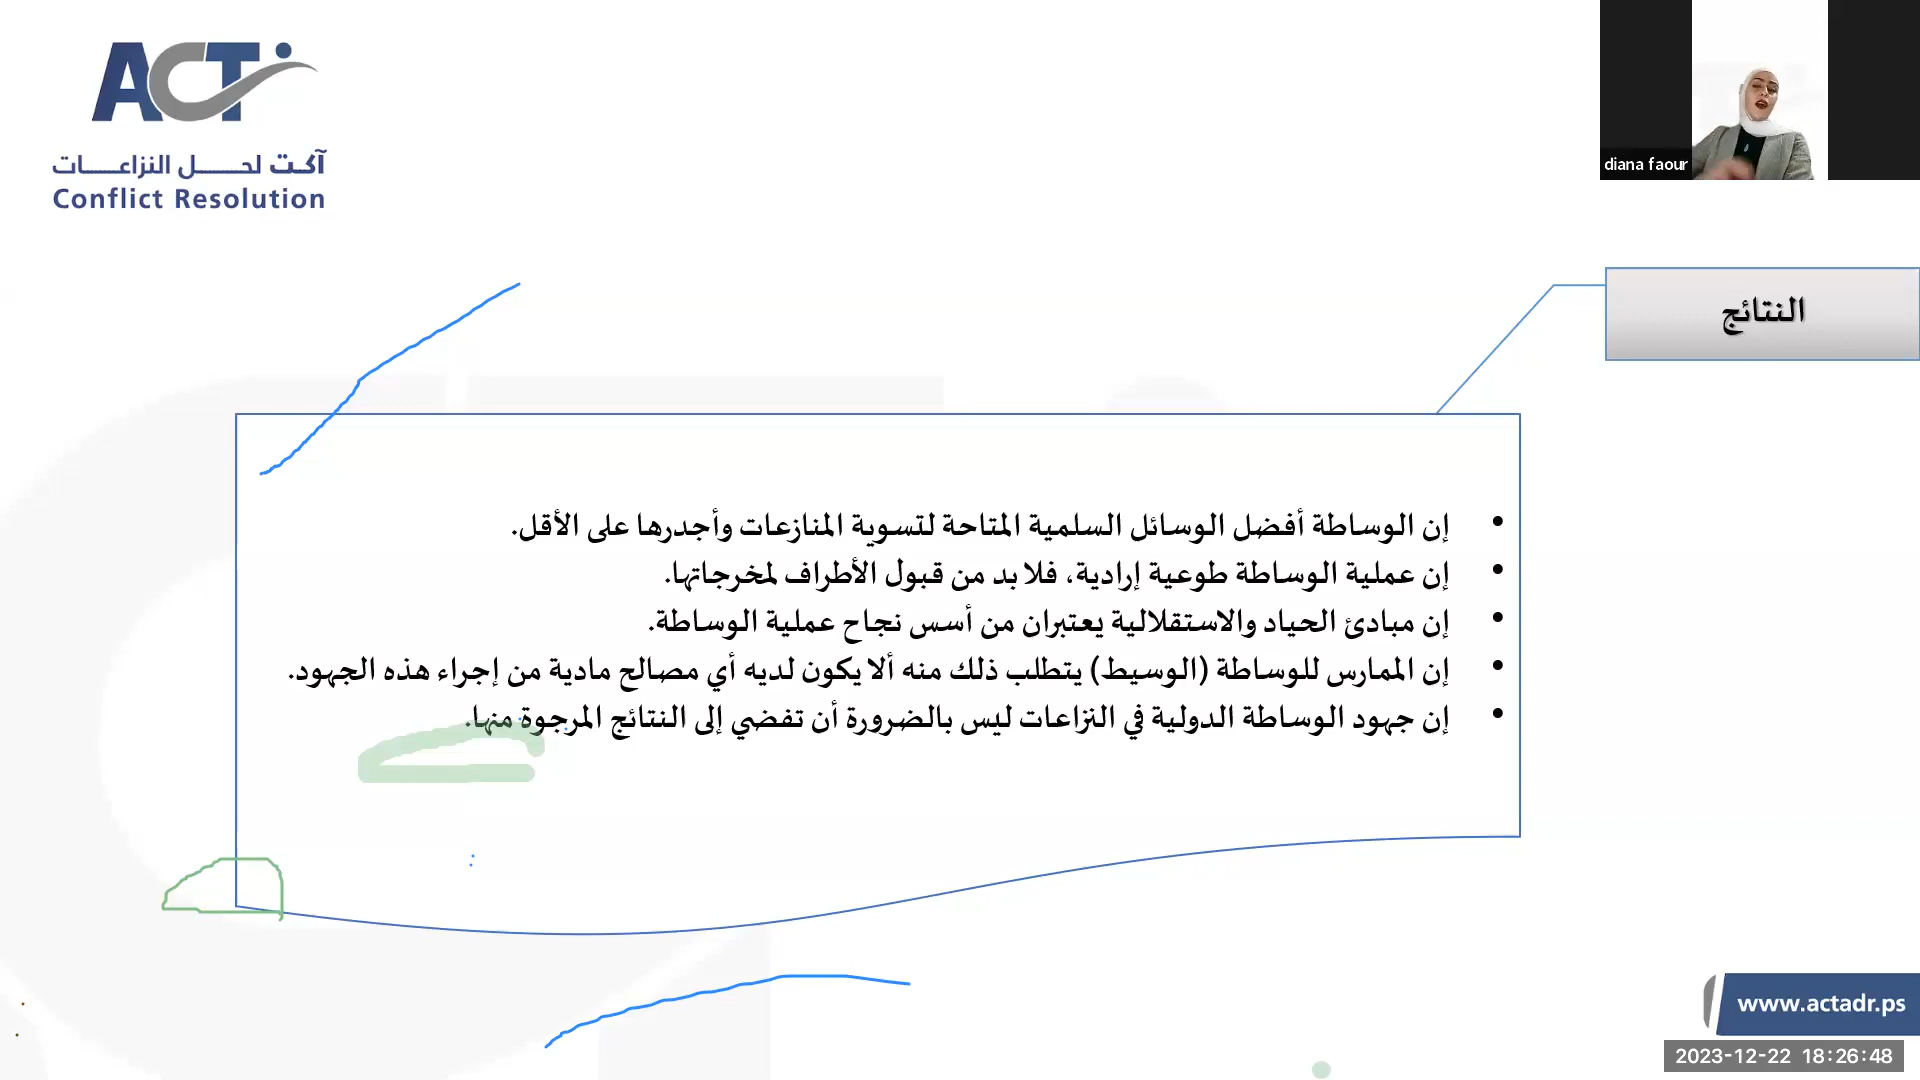 ACT
آكت لحل النزاعات
Conflict Resolution
diana faour
النتائج
• إن الوساطة أفضل الوسائل السلمية المتاحة لتسوية المنازعات وأجدرها على الأقل.
• إن عملية الوساطة طوعية إرادية، فلا بد من قبول الأطراف لمخرجاتها.
• إن مبادئ الحياد والاستقلالية يعتبران من أسس نجاح عملية الوساطة.
• إن الممارس للوساطة (الوسيط) يتطلب ذلك منه ألا يكون لديه أي مصالح مادية من إجراء هذه الجهود.
• إن جهود الوساطة الدولية في النزاعات ليس بالضرورة أن تفضي إلى النتائج المرجوة منها.
www.actadr.ps
2023-12-22 18:26:48